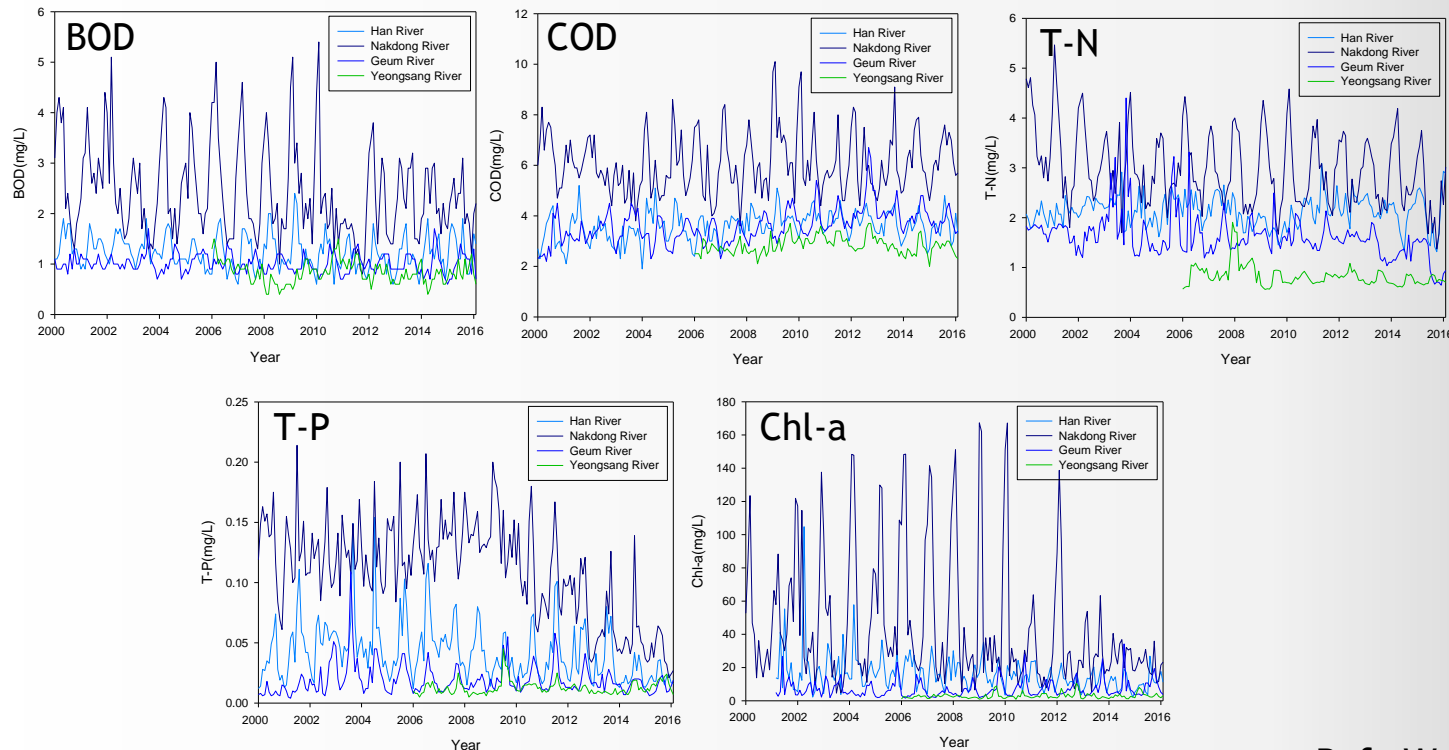 BOD
Han River
Nakdong River
Geum River
Yeongsang River
BOD(mg/L)
6
5
4
3
2
1
0
2000 2002 2004 2006 2008 2010 2012 2014 2016
Year
COD
Han River
Nakdong River
Geum River
Yeongsang River
COD(mg/L)
12
10
8
6
4
2
0
2000 2002 2004 2006 2008 2010 2012 2014 2016
Year
T-N
Han River
Nakdong River
Geum River
Yeongsang River
T-N(mg/L)
6
5
4
3
2
1
0
2000 2002 2004 2006 2008 2010 2012 2014 2016
Year
T-P
Han River
Nakdong River
Geum River
Yeongsang River
T-P(mg/L)
0.25
0.20
0.15
0.10
0.05
0.00
2000 2002 2004 2006 2008 2010 2012 2014 2016
Year
Chl-a
Han River
Nakdong River
Geum River
Yeongsang River
Chl-a(mg/L)
180
160
140
120
100
80
60
40
20
0
2000 2002 2004 2006 2008 2010 2012 2014 2016
Year